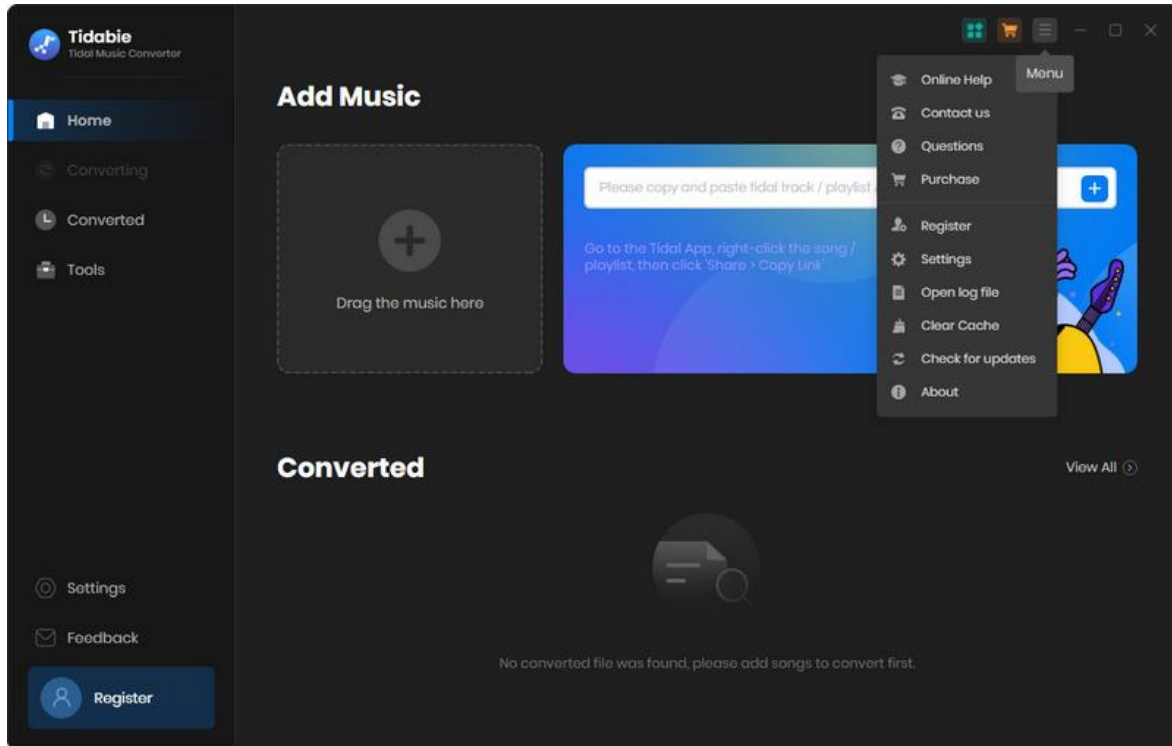 Tidabie
Tidal Music Converter
Home
Converting
Converted
Tools
Settings
Feedback
Register
Menu
Online Help
Contact us
Questions
Purchase
Register
Settings
Open log file
Clear Cache
Check for updates
About
Add Music
Drag the music here
Please copy and paste tidal track / playlist
Go to the Tidal App, right-click the song /
playlist, then click 'Share > Copy Link'
Converted
View All
No converted file was found, please add songs to convert first.